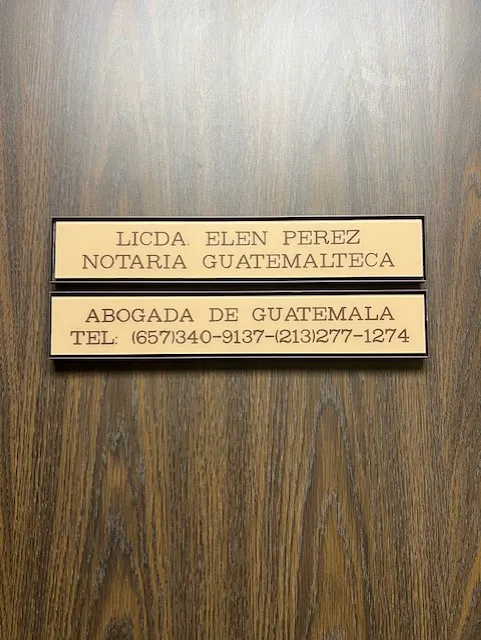 LICDA. ELEN PEREZ
NOTARIA GUATEMALTECA
ABOGADA DE GUATEMALA
TEL: (657)340-9137-(213)277-1274